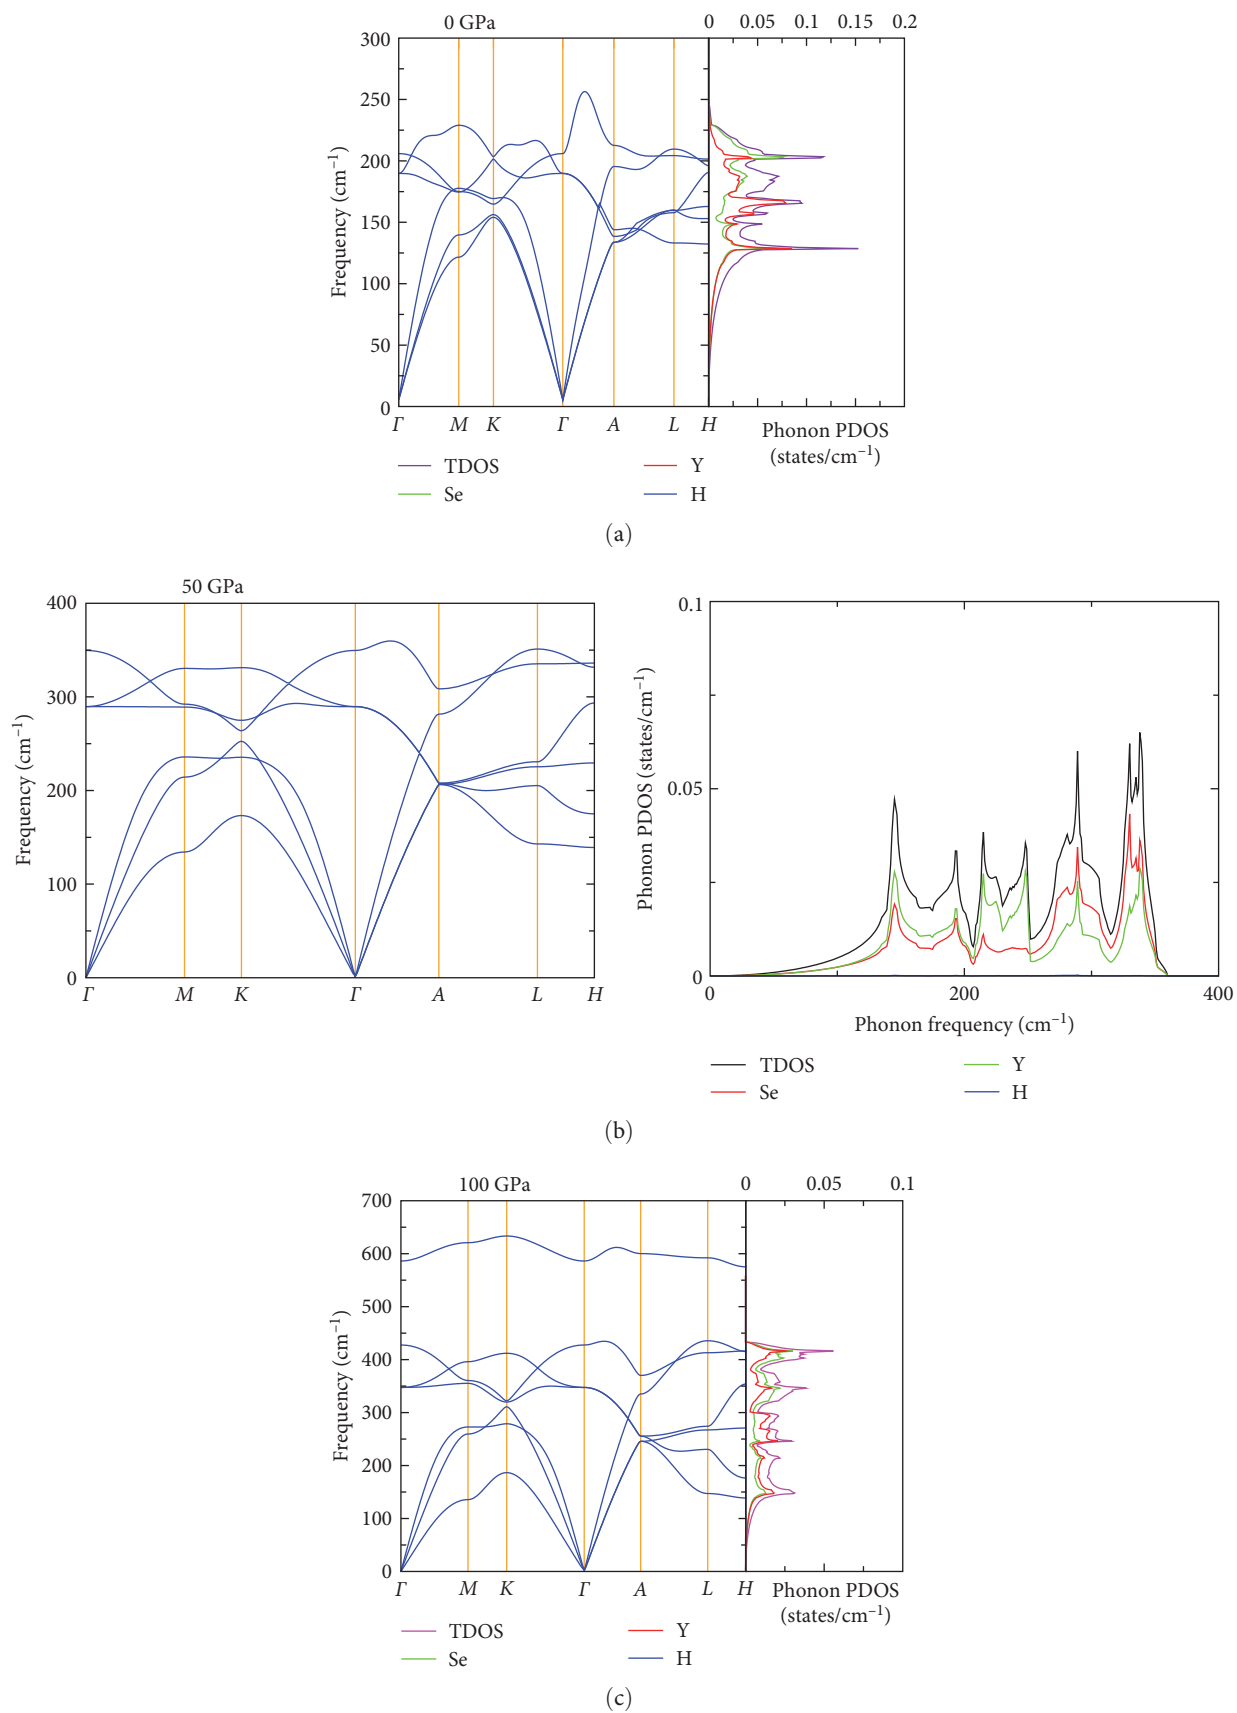 0 GPa
0 0.05 0.1 0.15 0.2
300
250
200
150
100
50
0
Frequency (cm⁻¹)
Γ M K Γ A L H
Phonon PDOS
(states/cm⁻¹)
TDOS Y
Se H
(a)
50 GPa
400
300
200
100
0
Frequency (cm⁻¹)
Γ M K Γ A L H
0.1
0.05
0
Phonon PDOS (states/cm⁻¹)
0 200 400
Phonon frequency (cm⁻¹)
TDOS Y
Se H
(b)
100 GPa
0 0.05 0.1
700
600
500
400
300
200
100
0
Frequency (cm⁻¹)
Γ M K Γ A L H
Phonon PDOS
(states/cm⁻¹)
TDOS Y
Se H
(c)